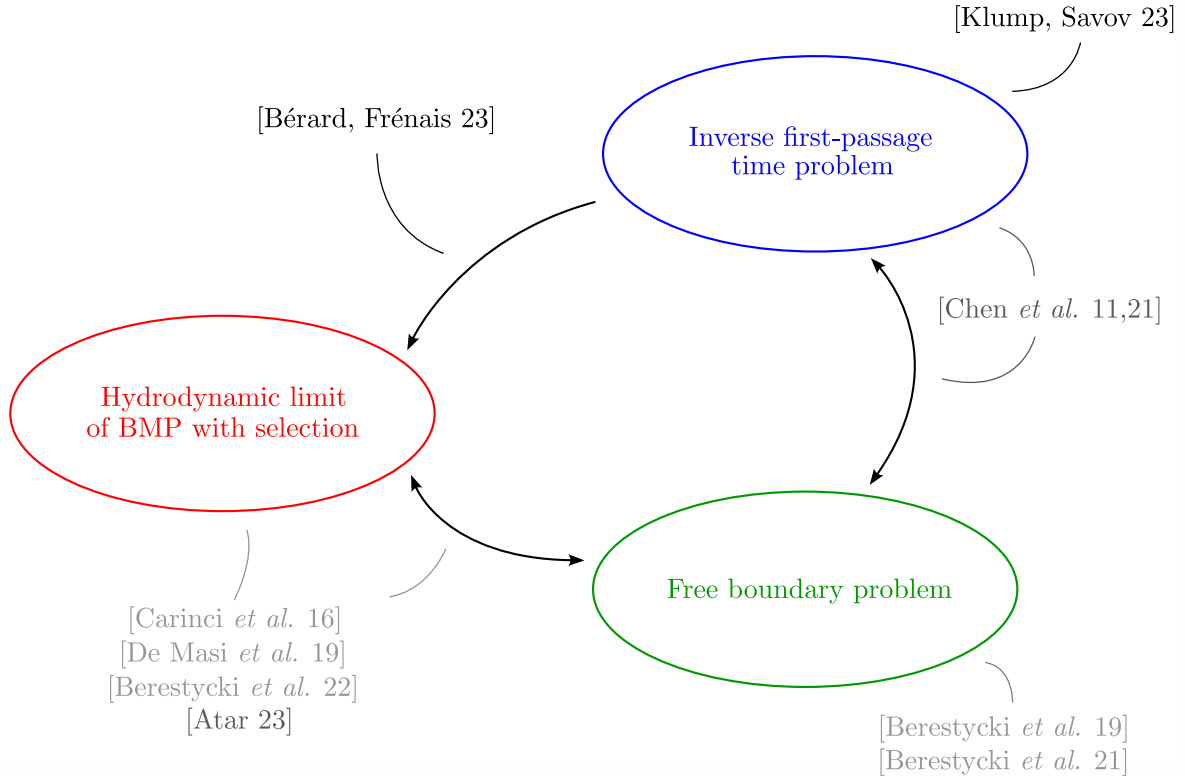 [Klump, Savov 23]
[Bérard, Frénais 23]
Inverse first-passage
time problem
[Chen et al. 11,21]
Hydrodynamic limit
of BMP with selection
Free boundary problem
[Carinci et al. 16]
[De Masi et al. 19]
[Berestycki et al. 22]
[Atar 23]
[Berestycki et al. 19]
[Berestycki et al. 21]